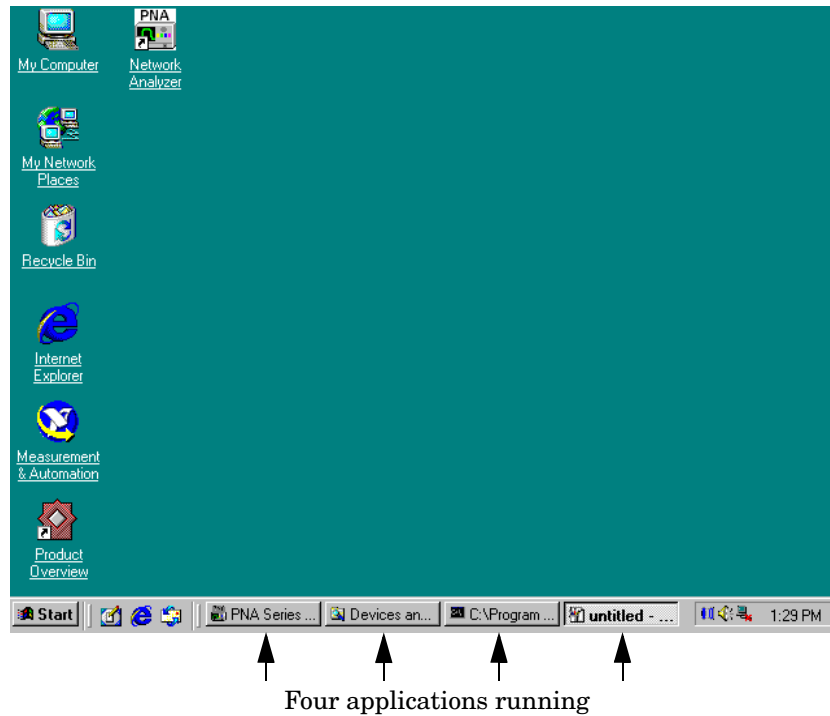 PNA
My Computer
Network
Analyzer
My Network
Places
Recycle Bin
Internet
Explorer
Measurement
& Automation
Product
Overview
Start PNA Series ... Devices an... C:\Program ... untitled - ... 1:29 PM
Four applications running